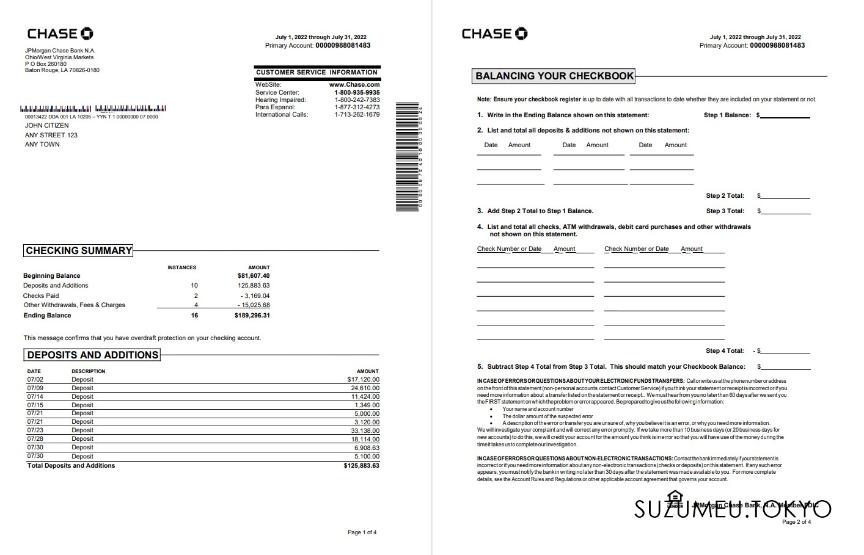 CHASE
July 1, 2022 through July 31, 2022
Primary Account: 00000988081483
JPMorgan Chase Bank N.A.
Ohio/West Virginia Markets
P O Box 260180
Baton Rouge, LA 70826-0180
CUSTOMER SERVICE INFORMATION
WebSite: www.Chase.com
Service Center: 1-800-935-9935
Hearing Impaired: 1-800-242-7383
Para Espanol: 1-877-312-4273
International Calls: 1-713-262-1679
JOHN CITIZEN
ANY STREET 123
ANY TOWN
CHECKING SUMMARY
INSTANCES AMOUNT
Beginning Balance $81,607.40
Deposits and Additions 10 125,883.63
Checks Paid 2 - 3,169.04
Other Withdrawals, Fees & Charges 4 - 15,025.68
Ending Balance 16 $189,296.31
This message confirms that you have overdraft protection on your checking account.
DEPOSITS AND ADDITIONS
DATE DESCRIPTION AMOUNT
07/02 Deposit $17,120.00
07/09 Deposit 24,610.00
07/14 Deposit 11,424.00
07/15 Deposit 1,349.00
07/21 Deposit 5,000.00
07/21 Deposit 3,120.00
07/23 Deposit 33,138.00
07/28 Deposit 18,114.00
07/30 Deposit 6,908.63
07/30 Deposit 5,100.00
Total Deposits and Additions $125,883.63
Page 1 of 4
CHASE
July 1, 2022 through July 31, 2022
Primary Account: 00000988081483
BALANCING YOUR CHECKBOOK
Note: Ensure your checkbook register is up to date with all transactions to date whether they are included on your statement or not.
1. Write in the Ending Balance shown on this statement: Step 1 Balance: $
2. List and total all deposits & additions not shown on this statement:
Date Amount Date Amount Date Amount
Step 2 Total: $
3. Add Step 2 Total to Step 1 Balance. Step 3 Total: $
4. List and total all checks, ATM withdrawals, debit card purchases and other withdrawals
not shown on this statement.
Check Number or Date Amount Check Number or Date Amount
Step 4 Total: - $
5. Subtract Step 4 Total from Step 3 Total. This should match your Checkbook Balance: $
IN CASE OF ERRORS OR QUESTIONS ABOUT YOUR ELECTRONIC FUNDS TRANSFERS: Call or write us at the phone number or address
on the front of this statement (non-personal accounts contact Customer Service) if you think your statement or receipt is incorrect or if you
need more information about a transfer listed on the statement or receipt. We must hear from you no later than 60 days after we sent you
the FIRST statement on which the problem or error appeared. Be prepared to give us the following information:
• Your name and account number
• The dollar amount of the suspected error
• A description of the error or transfer you are unsure of, why you believe it is an error, or why you need more information.
We will investigate your complaint and will correct any error promptly. If we take more than 10 business days (or 20 business days for
new accounts) to do this, we will credit your account for the amount you think is in error so that you will have use of the money during the
time it takes us to complete our investigation.
IN CASE OF ERRORS OR QUESTIONS ABOUT NON-ELECTRONIC TRANSACTIONS: Contact the bank immediately if your statement is
incorrect or if you need more information about any non-electronic transactions (checks or deposits) on this statement. If any such error
appears, you must notify the bank in writing no later than 30 days after the statement was made available to you. For more complete
details, see the Account Rules and Regulations or other applicable account agreement that governs your account.
JPMorgan Chase Bank, N.A. Member FDIC
SUZUMEU.TOKYO
Page 2 of 4